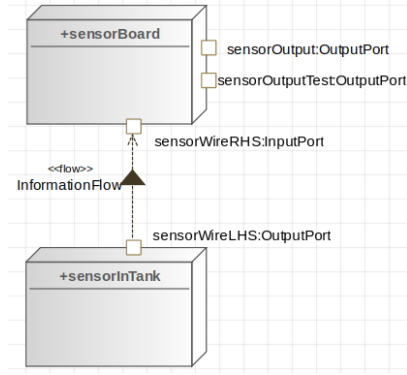 +sensorBoard
sensorOutput:OutputPort
sensorOutputTest:OutputPort
sensorWireRHS:InputPort
<<flow>>
InformationFlow
sensorWireLHS:OutputPort
+sensorInTank